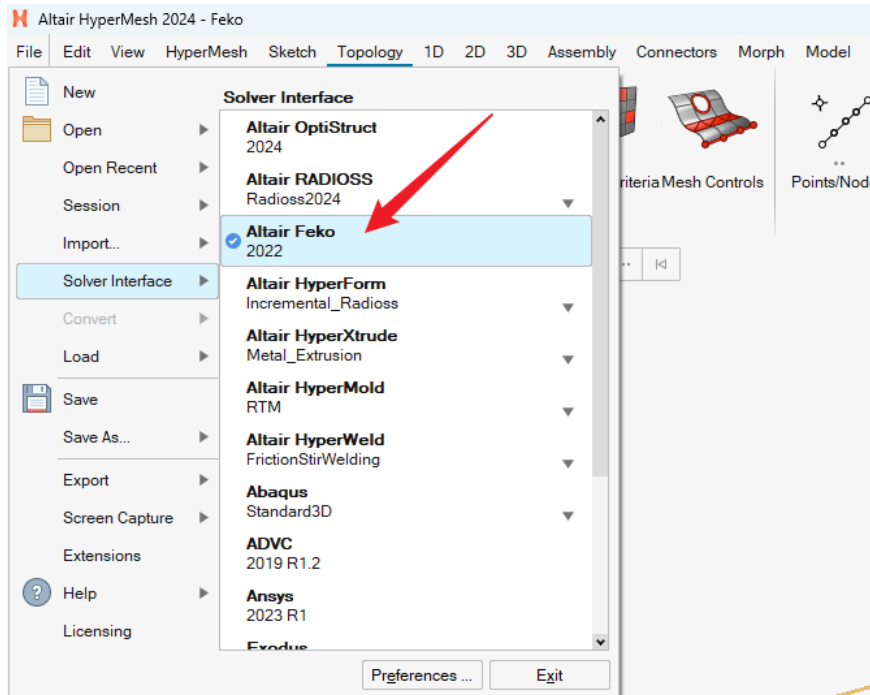 Altair HyperMesh 2024 - Feko
File Edit View HyperMesh Sketch Topology 1D 2D 3D Assembly Connectors Morph Model
New
Open
Open Recent
Session
Import...
Solver Interface
Convert
Load
Save
Save As...
Export
Screen Capture
Extensions
Help
Licensing
Solver Interface
Altair OptiStruct
2024
Altair RADIOSS
Radioss2024
Altair Feko
2022
Altair HyperForm
Incremental_Radioss
Altair HyperXtrude
Metal_Extrusion
Altair HyperMold
RTM
Altair HyperWeld
FrictionStirWelding
Abaqus
Standard3D
ADVC
2019 R1.2
Ansys
2023 R1
Exodus
Preferences ... Exit
riteria Mesh Controls Points/Nod